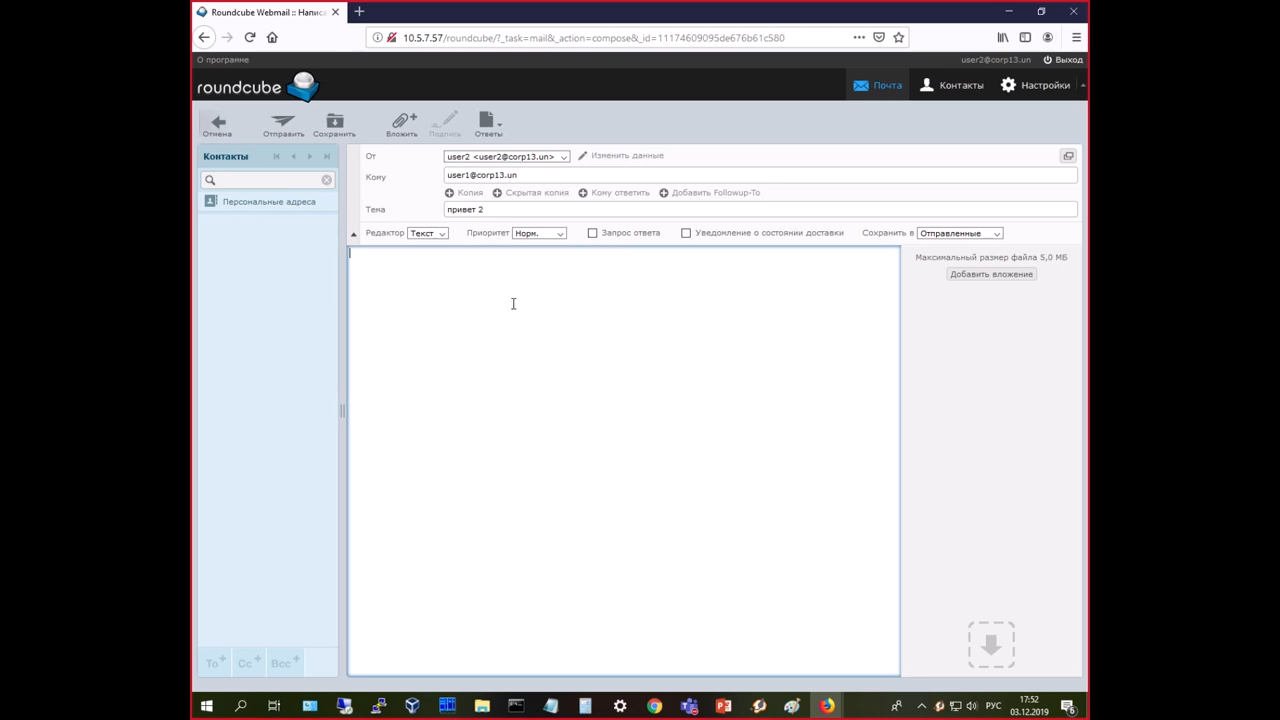 Roundcube Webmail :: Написа
10.5.7.57/roundcube/?_task=mail&_action=compose&_id=11174609095de676b61c580
О программе
user2@corp13.un
Выход
roundcube
Почта
Контакты
Настройки
Отмена
Отправить
Сохранить
Вложить
Подпись
Ответы
Контакты
Персональные адреса
От
user2 <user2@corp13.un>
Изменить данные
Кому
user1@corp13.un
Копия
Скрытая копия
Кому ответить
Добавить Followup-To
Тема
привет 2
Редактор
Текст
Приоритет
Норм.
Запрос ответа
Уведомление о состоянии доставки
Сохранить в
Отправленные
Максимальный размер файла 5,0 МБ
Добавить вложение
To+
Cc+
Bcc+
РУС
17:52
03.12.2019
6